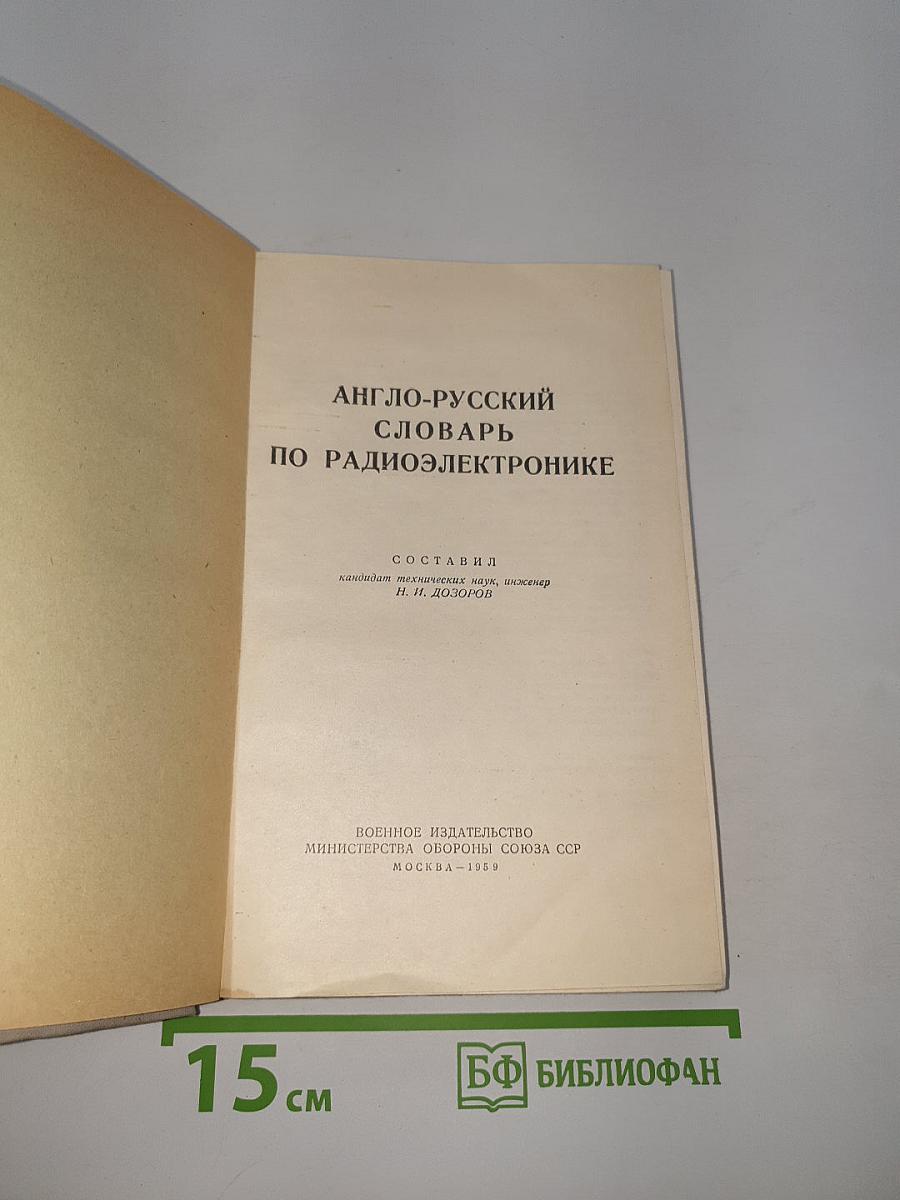 АНГЛО-РУССКИЙ
СЛОВАРЬ
ПО РАДИОЭЛЕКТРОНИКЕ
СОСТАВИЛ
кандидат технических наук, инженер
Н. И. ДОЗОРОВ
ВОЕННОЕ ИЗДАТЕЛЬСТВО
МИНИСТЕРСТВА ОБОРОНЫ СОЮЗА ССР
МОСКВА — 1959
15 см
БФ БИБЛИОФАН